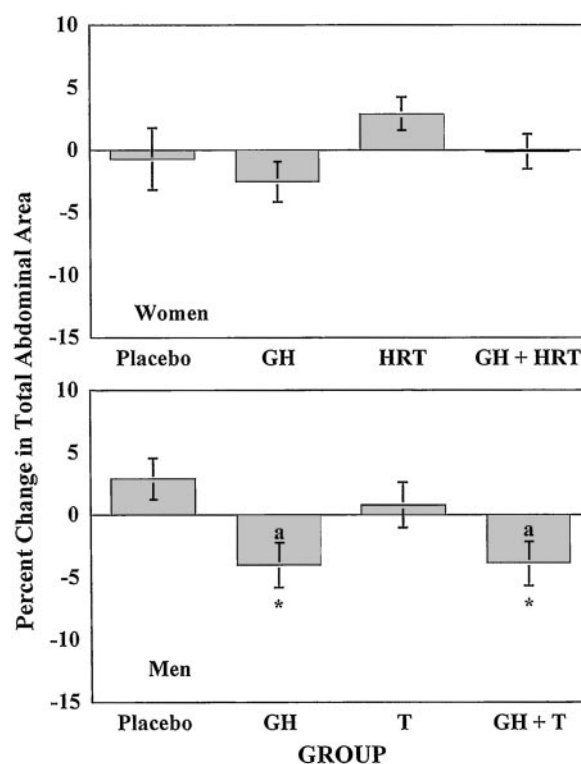 Percent Change in Total Abdominal Area
10
5
0
-5
-10
-15
Women
Placebo GH HRT GH + HRT
10
5
0
-5
-10
-15
a a
* *
Men
Placebo GH T GH + T
GROUP